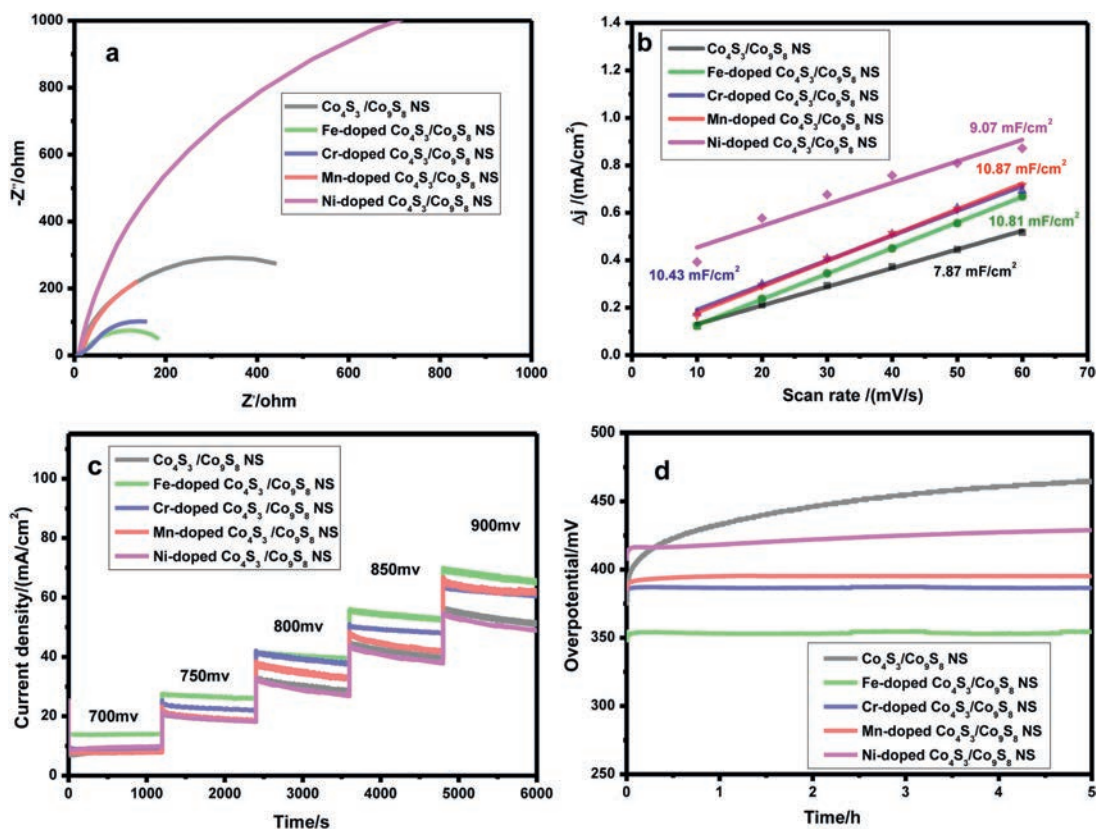 a
1000
800
600
400
200
0
-Z''/ohm
Co₄S₃ /Co₉S₈ NS
Fe-doped Co₄S₃/Co₉S₈ NS
Cr-doped Co₄S₃/Co₉S₈ NS
Mn-doped Co₄S₃/Co₉S₈ NS
Ni-doped Co₄S₃/Co₉S₈ NS
0 200 400 600 800 1000
Z'/ohm
b
1.4
1.2
1.0
0.8
0.6
0.4
0.2
0.0
Δj /(mA/cm²)
Co₄S₃/Co₉S₈ NS
Fe-doped Co₄S₃/Co₉S₈ NS
Cr-doped Co₄S₃/Co₉S₈ NS
Mn-doped Co₄S₃/Co₉S₈ NS
Ni-doped Co₄S₃/Co₉S₈ NS
9.07 mF/cm²
10.87 mF/cm²
10.81 mF/cm²
10.43 mF/cm²
7.87 mF/cm²
0 10 20 30 40 50 60 70
Scan rate /(mV/s)
c
100
80
60
40
20
0
Current density/(mA/cm²)
Co₄S₃ /Co₉S₈ NS
Fe-doped Co₄S₃ /Co₉S₈ NS
Cr-doped Co₄S₃ /Co₉S₈ NS
Mn-doped Co₄S₃ /Co₉S₈ NS
Ni-doped Co₄S₃ /Co₉S₈ NS
900mv
850mv
800mv
750mv
700mv
0 1000 2000 3000 4000 5000 6000
Time/s
d
500
450
400
350
300
250
Overpotential/mV
Co₄S₃/Co₉S₈ NS
Fe-doped Co₄S₃/Co₉S₈ NS
Cr-doped Co₄S₃/Co₉S₈ NS
Mn-doped Co₄S₃/Co₉S₈ NS
Ni-doped Co₄S₃/Co₉S₈ NS
0 1 2 3 4 5
Time/h